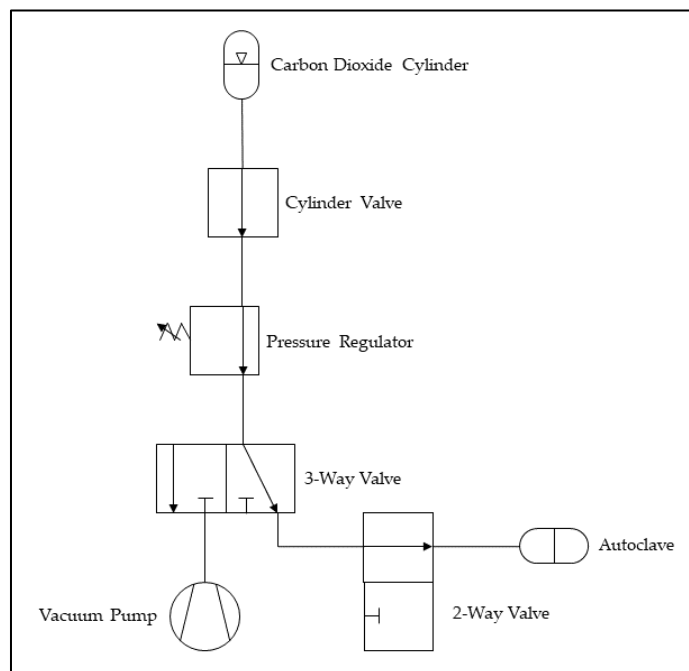 Carbon Dioxide Cylinder
Cylinder Valve
Pressure Regulator
3-Way Valve
Autoclave
Vacuum Pump
2-Way Valve